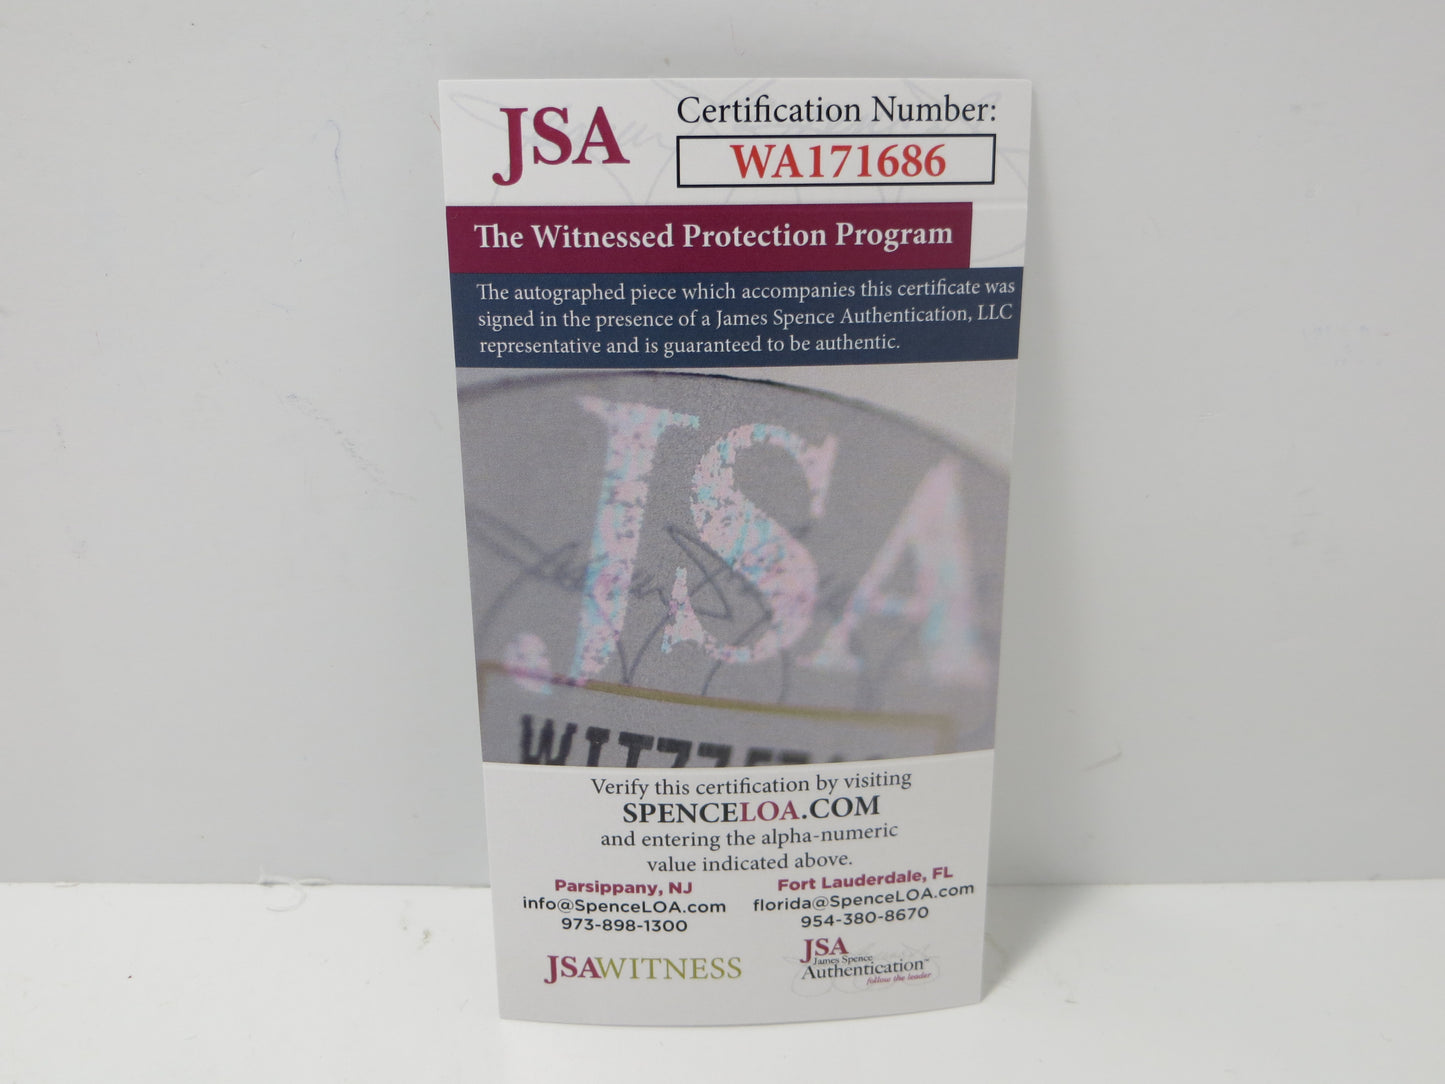 JSA
Certification Number:
WA171686
The Witnessed Protection Program
The autographed piece which accompanies this certificate was
signed in the presence of a James Spence Authentication, LLC
representative and is guaranteed to be authentic.
JSA
Verify this certification by visiting
SPENCELOA.COM
and entering the alpha-numeric
value indicated above.
Parsippany, NJ
info@SpenceLOA.com
973-898-1300
Fort Lauderdale, FL
florida@SpenceLOA.com
954-380-8670
JSAWITNESS
JSA
James Spence
Authentication™
follow the leader